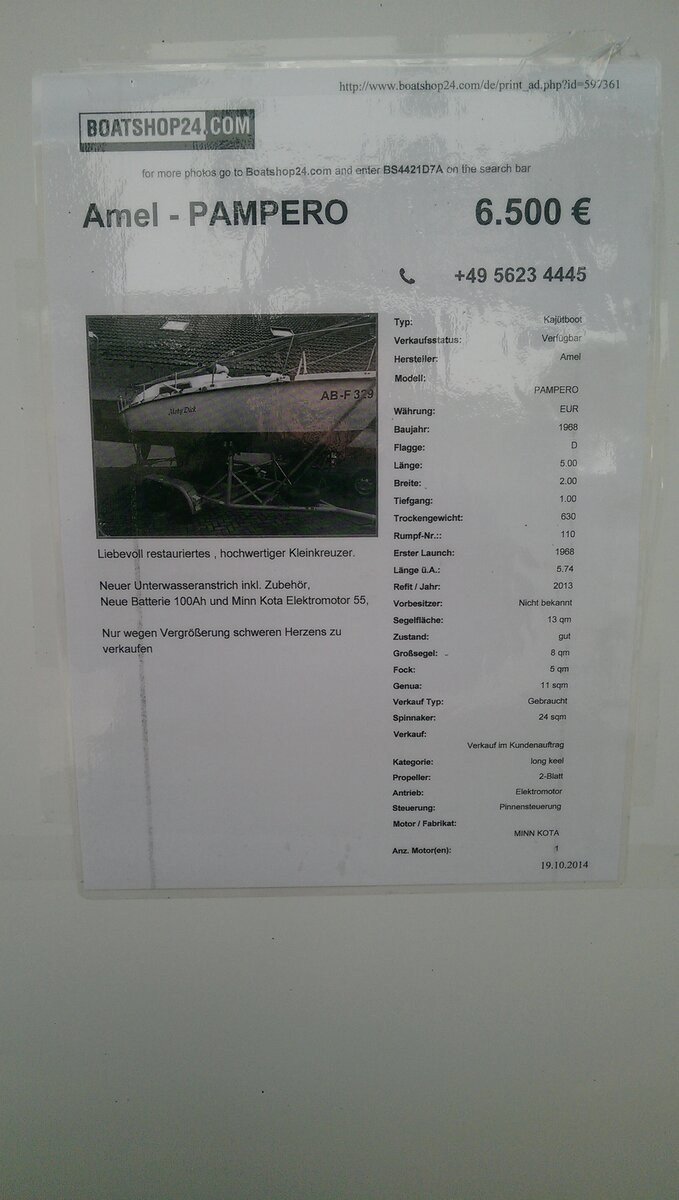 http://www.boatshop24.com/de/print_ad.php?id=597361
BOATSHOP24.COM
for more photos go to Boatshop24.com and enter BS4421D7A on the search bar
Amel - PAMPERO 6.500 €
+49 5623 4445
AB-F 329
Moby Dick
Liebevoll restauriertes , hochwertiger Kleinkreuzer.
Neuer Unterwasseranstrich inkl. Zubehör,
Neue Batterie 100Ah und Minn Kota Elektromotor 55,
Nur wegen Vergrößerung schweren Herzens zu
verkaufen
Typ: Kajütboot
Verkaufsstatus: Verfügbar
Hersteller: Amel
Modell:
PAMPERO
Währung: EUR
Baujahr: 1968
Flagge: D
Länge: 5.00
Breite: 2.00
Tiefgang: 1.00
Trockengewicht: 630
Rumpf-Nr.:: 110
Erster Launch: 1968
Länge ü.A.: 5.74
Refit / Jahr: 2013
Vorbesitzer: Nicht bekannt
Segelfläche: 13 qm
Zustand: gut
Großsegel: 8 qm
Fock: 5 qm
Genua: 11 sqm
Verkauf Typ: Gebraucht
Spinnaker: 24 sqm
Verkauf:
Verkauf im Kundenauftrag
Kategorie: long keel
Propeller: 2-Blatt
Antrieb: Elektromotor
Steuerung: Pinnensteuerung
Motor / Fabrikat:
MINN KOTA
Anz. Motor(en): 1
19.10.2014